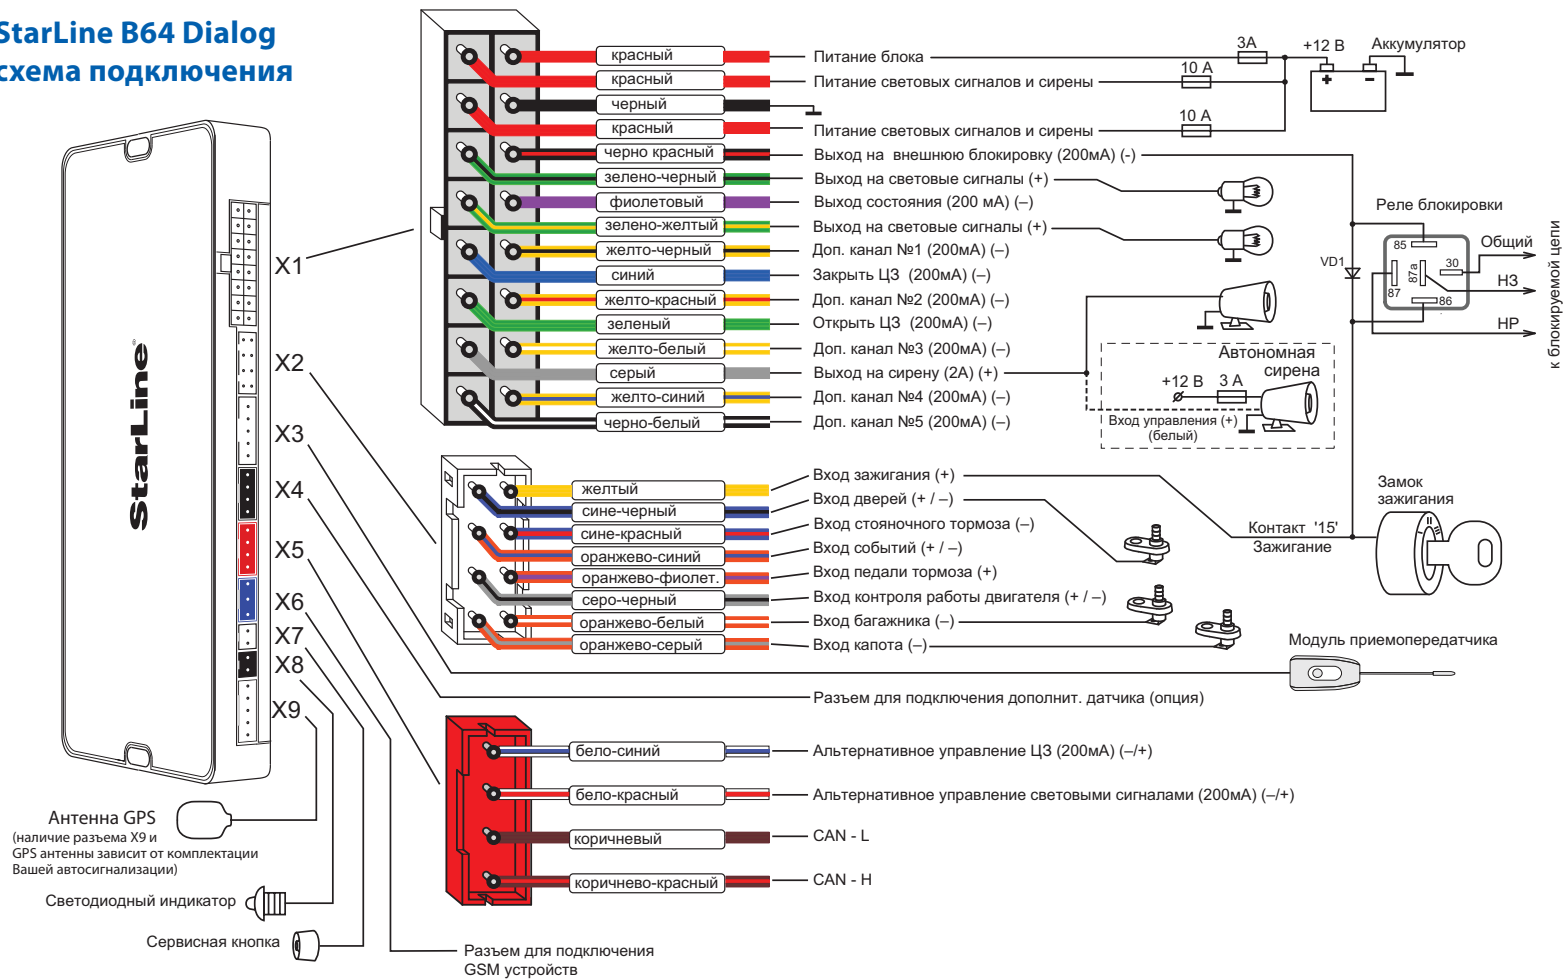 StarLine B64 Dialog
схема подключения
StarLine®
X1
X2
X3
X4
X5
X6
X7
X8
X9
красный Питание блока
красный Питание световых сигналов и сирены
черный
красный Питание световых сигналов и сирены
черно красный Выход на внешнюю блокировку (200мА) (-)
зелено-черный Выход на световые сигналы (+)
фиолетовый Выход состояния (200 мА) (–)
зелено-желтый Выход на световые сигналы (+)
желто-черный Доп. канал №1 (200мА) (–)
синий Закрыть ЦЗ (200мА) (–)
желто-красный Доп. канал №2 (200мА) (–)
зеленый Открыть ЦЗ (200мА) (–)
желто-белый Доп. канал №3 (200мА) (–)
серый Выход на сирену (2А) (+)
желто-синий Доп. канал №4 (200мА) (–)
черно-белый Доп. канал №5 (200мА) (–)
3А
10 А
10 А
+12 В
Аккумулятор
+ –
Реле блокировки
85
30
87а
87
86
VD1
Общий
НЗ
НР
к блокируемой цепи
Автономная
сирена
+12 В 3 А
Вход управления (+)
(белый)
желтый Вход зажигания (+)
сине-черный Вход дверей (+ / –)
сине-красный Вход стояночного тормоза (–)
оранжево-синий Вход событий (+ / –)
оранжево-фиолет. Вход педали тормоза (+)
серо-черный Вход контроля работы двигателя (+ / –)
оранжево-белый Вход багажника (–)
оранжево-серый Вход капота (–)
Контакт '15'
Зажигание
Замок
зажигания
Модуль приемопередатчика
Разъем для подключения дополнит. датчика (опция)
бело-синий Альтернативное управление ЦЗ (200мА) (–/+)
бело-красный Альтернативное управление световыми сигналами (200мА) (–/+)
коричневый CAN - L
коричнево-красный CAN - H
Антенна GPS
(наличие разъема X9 и
GPS антенны зависит от комплектации
Вашей автосигнализации)
Светодиодный индикатор
Сервисная кнопка
Разъем для подключения
GSM устройств